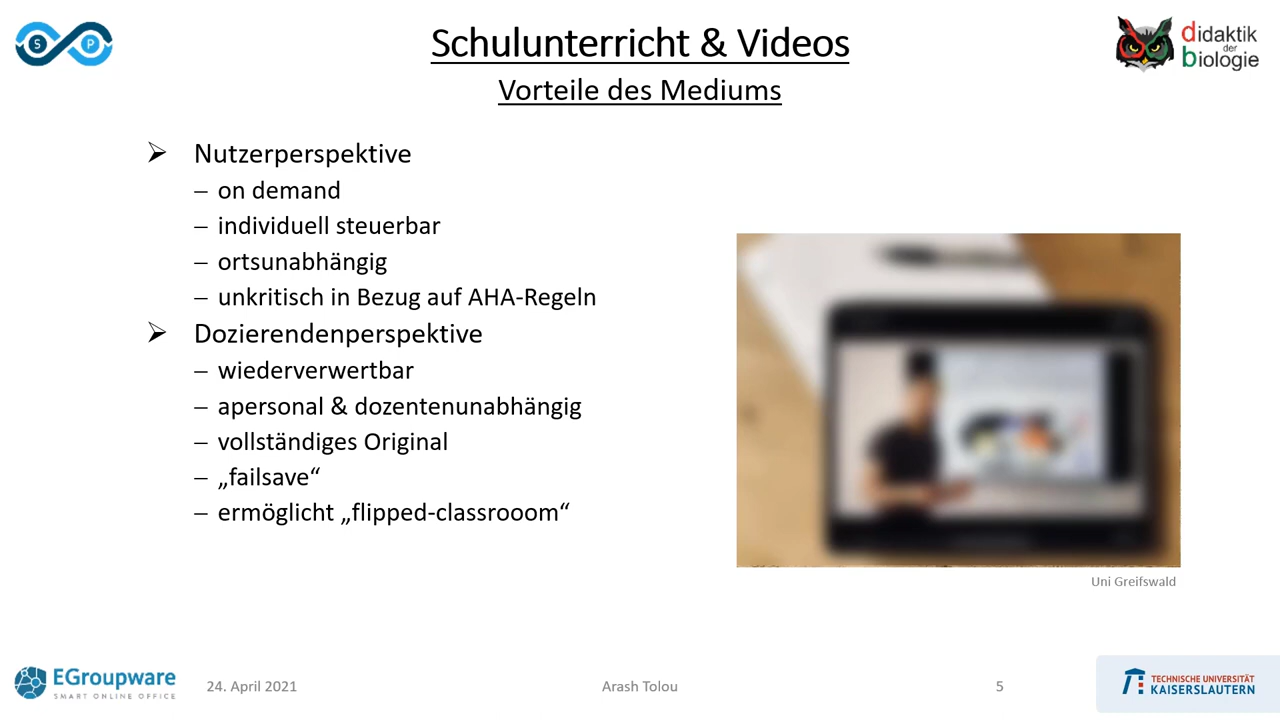 S P
Schulunterricht & Videos
didaktik
der
biologie
Vorteile des Mediums
Nutzerperspektive
– on demand
– individuell steuerbar
– ortsunabhängig
– unkritisch in Bezug auf AHA-Regeln
Dozierendenperspektive
– wiederverwertbar
– apersonal & dozentenunabhängig
– vollständiges Original
– „failsave“
– ermöglicht „flipped-classrooom“
Uni Greifswald
EGroupware
SMART ONLINE OFFICE
24. April 2021
Arash Tolou
5
TECHNISCHE UNIVERSITÄT
KAISERSLAUTERN